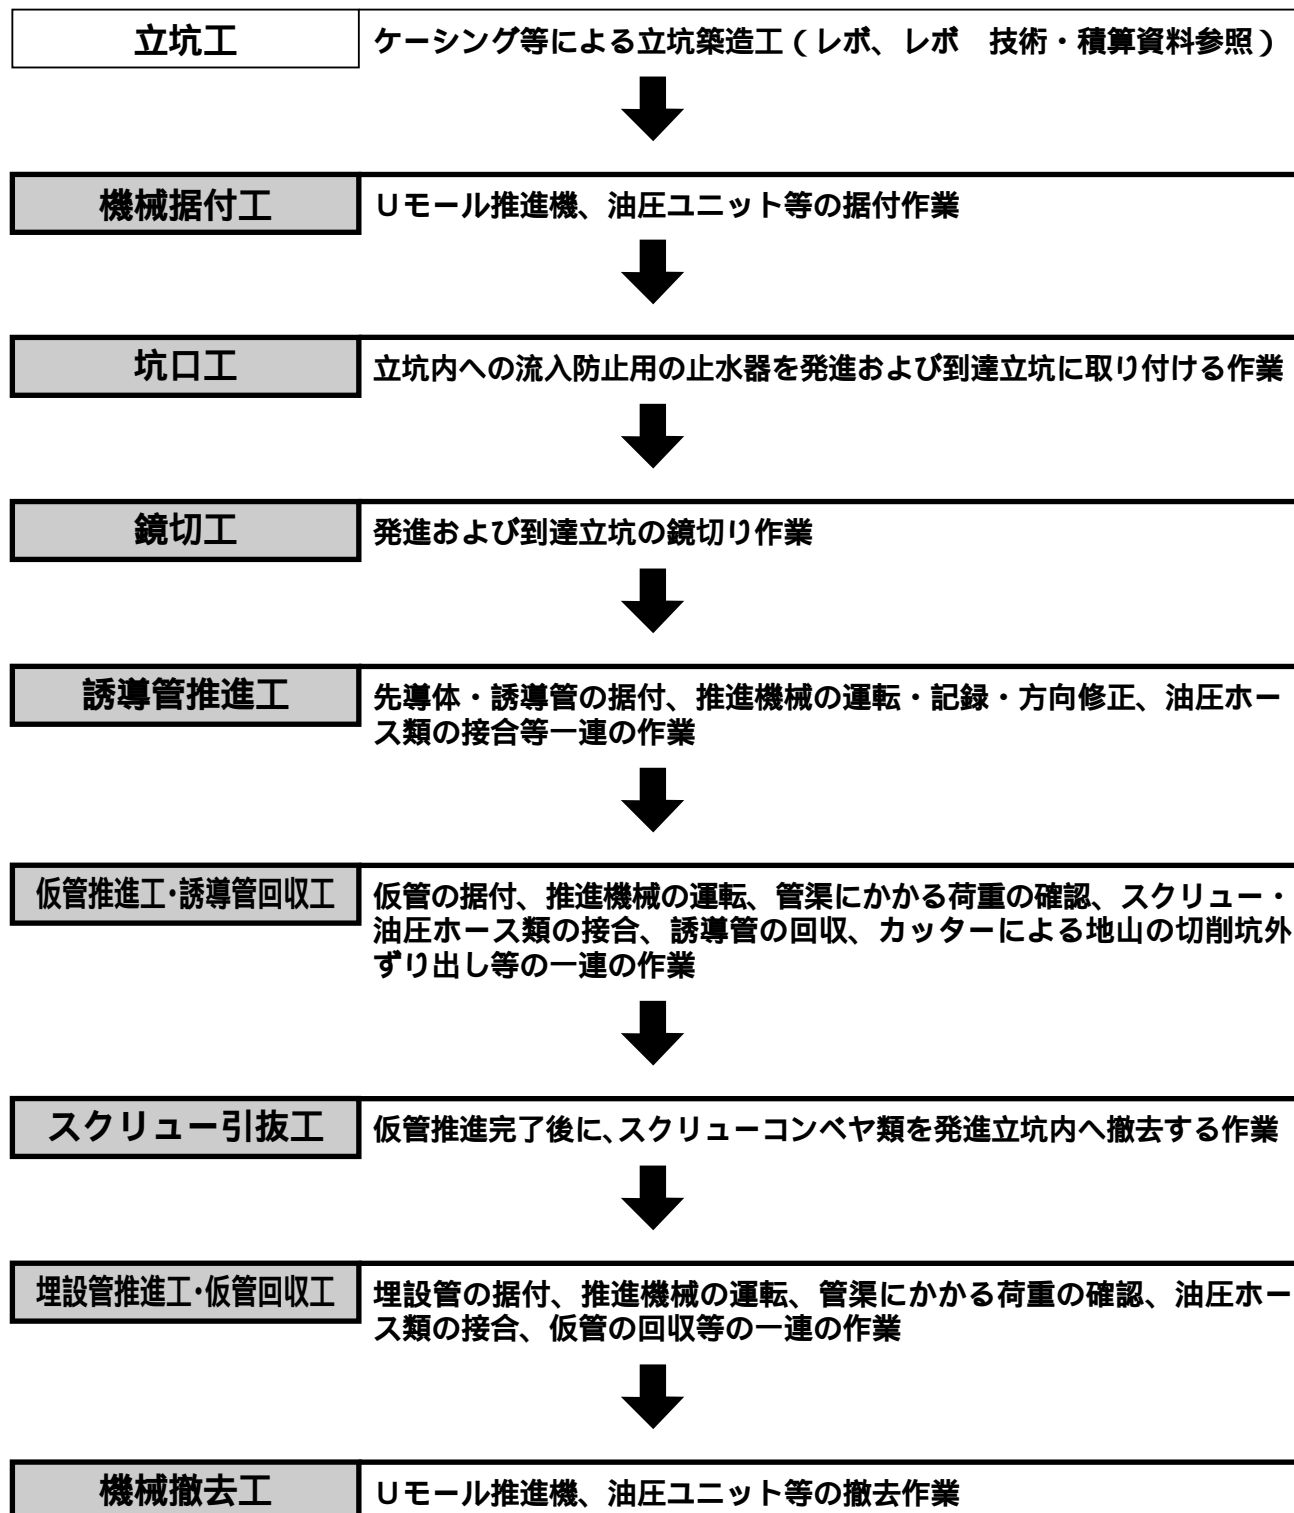 立坑工
ケーシング等による立坑築造工（レボ、レボ　技術・積算資料参照）
機械据付工
Ｕモール推進機、油圧ユニット等の据付作業
坑口工
立坑内への流入防止用の止水器を発進および到達立坑に取り付ける作業
鏡切工
発進および到達立坑の鏡切り作業
誘導管推進工
先導体・誘導管の据付、推進機械の運転・記録・方向修正、油圧ホー
ス類の接合等一連の作業
仮管推進工・誘導管回収工
仮管の据付、推進機械の運転、管渠にかかる荷重の確認、スクリュー・
油圧ホース類の接合、誘導管の回収、カッターによる地山の切削坑外
ずり出し等の一連の作業
スクリュー引抜工
仮管推進完了後に、スクリューコンベヤ類を発進立坑内へ撤去する作業
埋設管推進工・仮管回収工
埋設管の据付、推進機械の運転、管渠にかかる荷重の確認、油圧ホー
ス類の接合、仮管の回収等の一連の作業
機械撤去工
Ｕモール推進機、油圧ユニット等の撤去作業